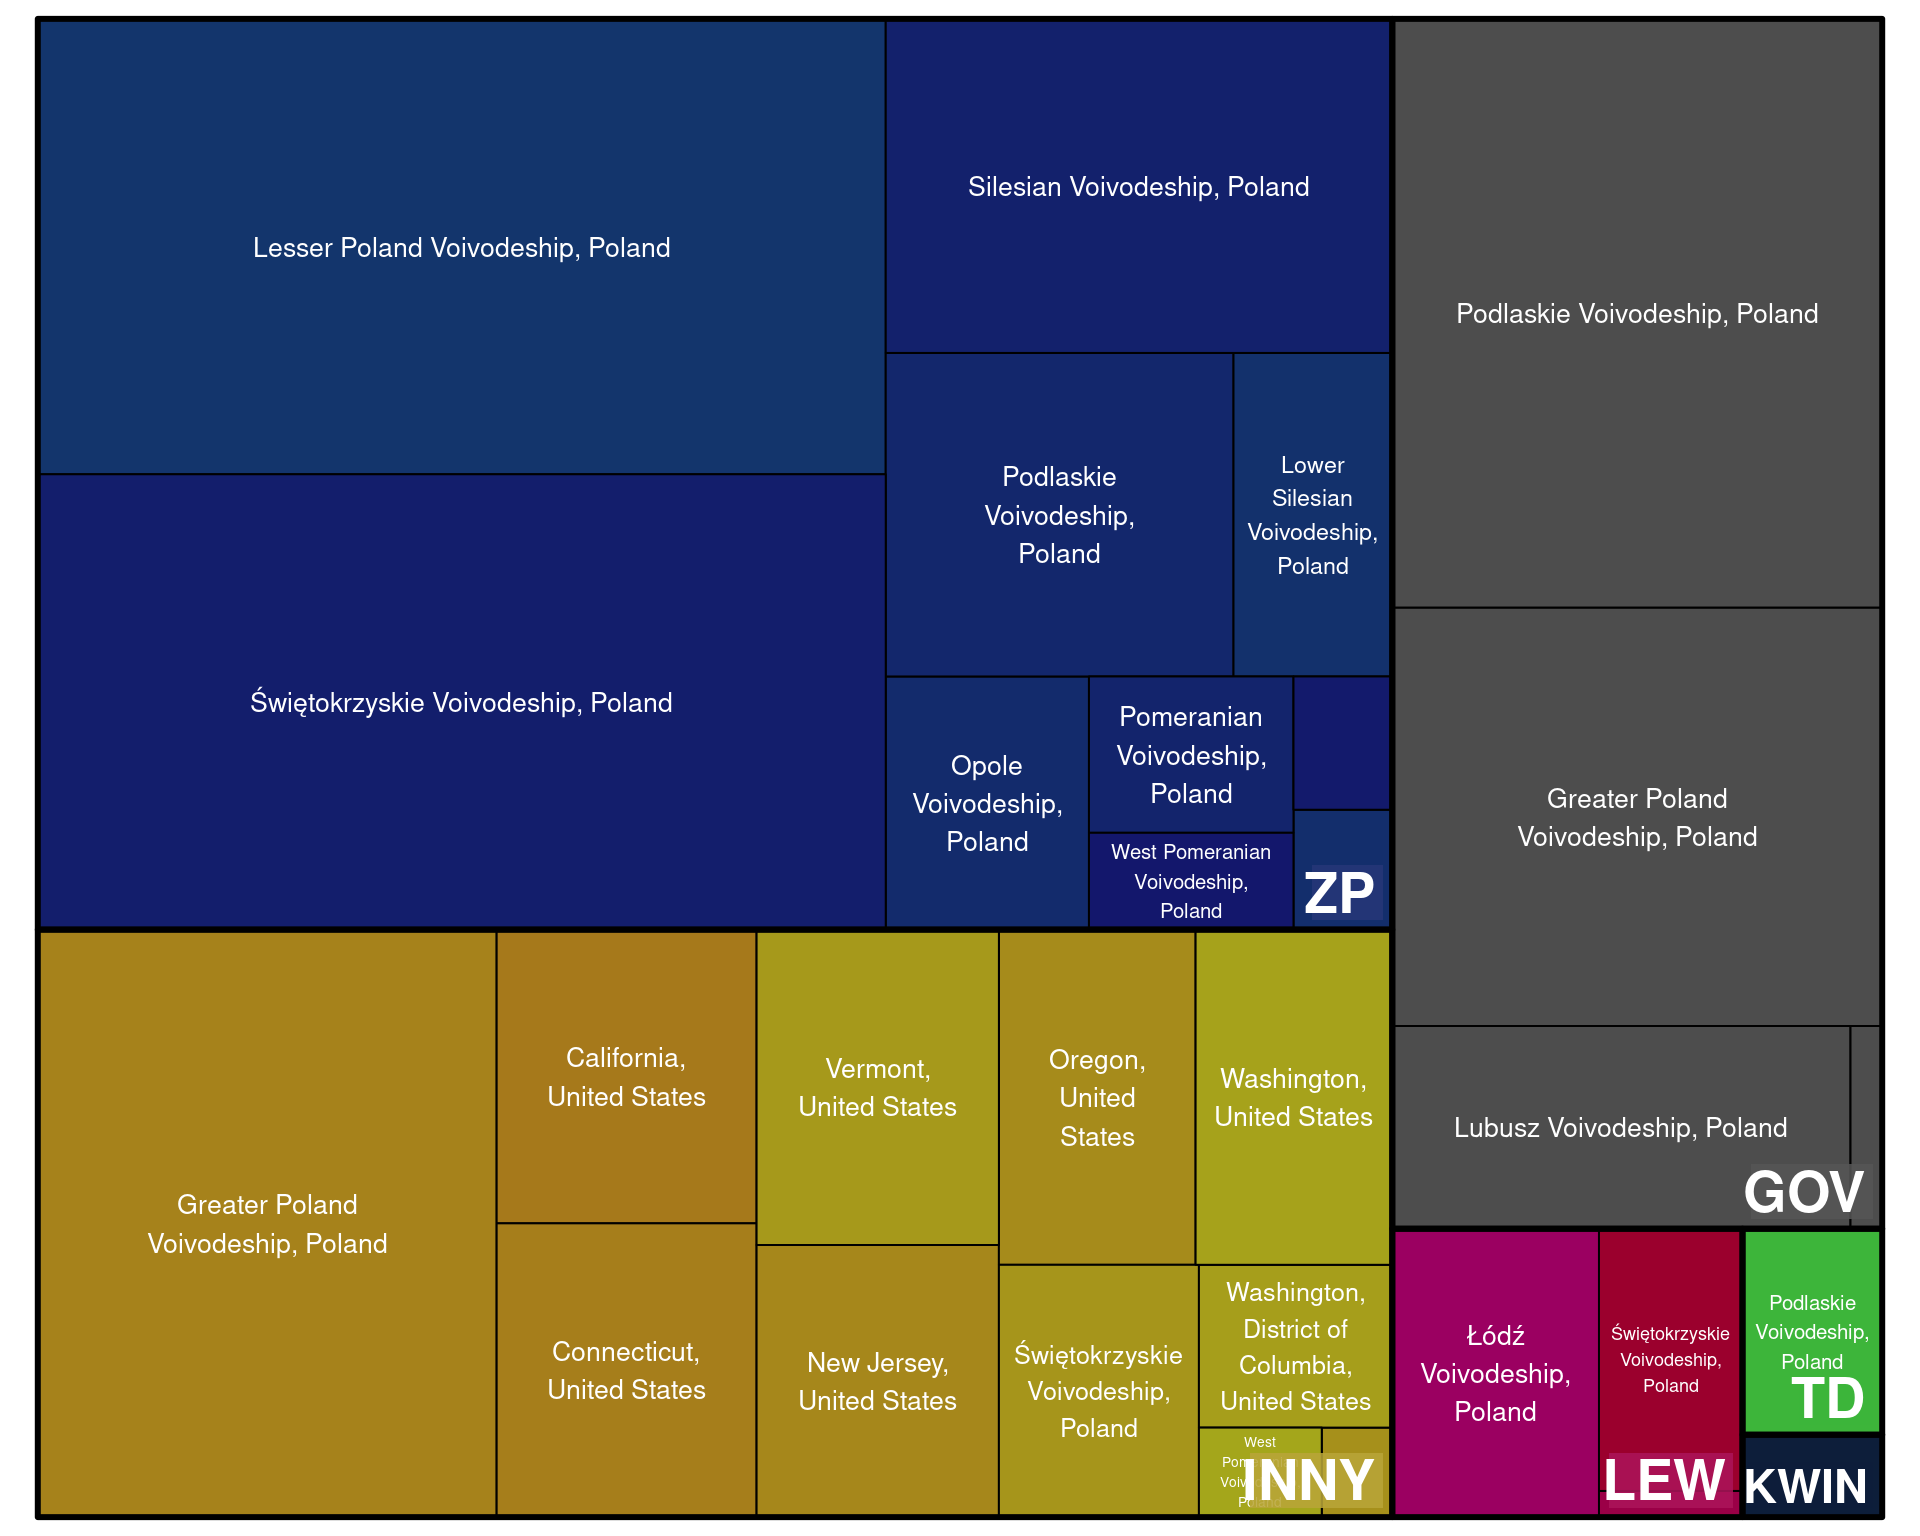 Lesser Poland Voivodeship, Poland
Świętokrzyskie Voivodeship, Poland
Silesian Voivodeship, Poland
Podlaskie
Voivodeship,
Poland
Lower
Silesian
Voivodeship,
Poland
Opole
Voivodeship,
Poland
Pomeranian
Voivodeship,
Poland
West Pomeranian
Voivodeship,
Poland
ZP
Greater Poland
Voivodeship, Poland
California,
United States
Connecticut,
United States
Vermont,
United States
New Jersey,
United States
Oregon,
United
States
Washington,
United States
Świętokrzyskie
Voivodeship,
Poland
Washington,
District of
Columbia,
United States
West
INNY
Podlaskie Voivodeship, Poland
Greater Poland
Voivodeship, Poland
Lubusz Voivodeship, Poland
GOV
Łódź
Voivodeship,
Poland
Świętokrzyskie
Voivodeship,
Poland
LEW
Podlaskie
Voivodeship,
Poland
TD
KWIN